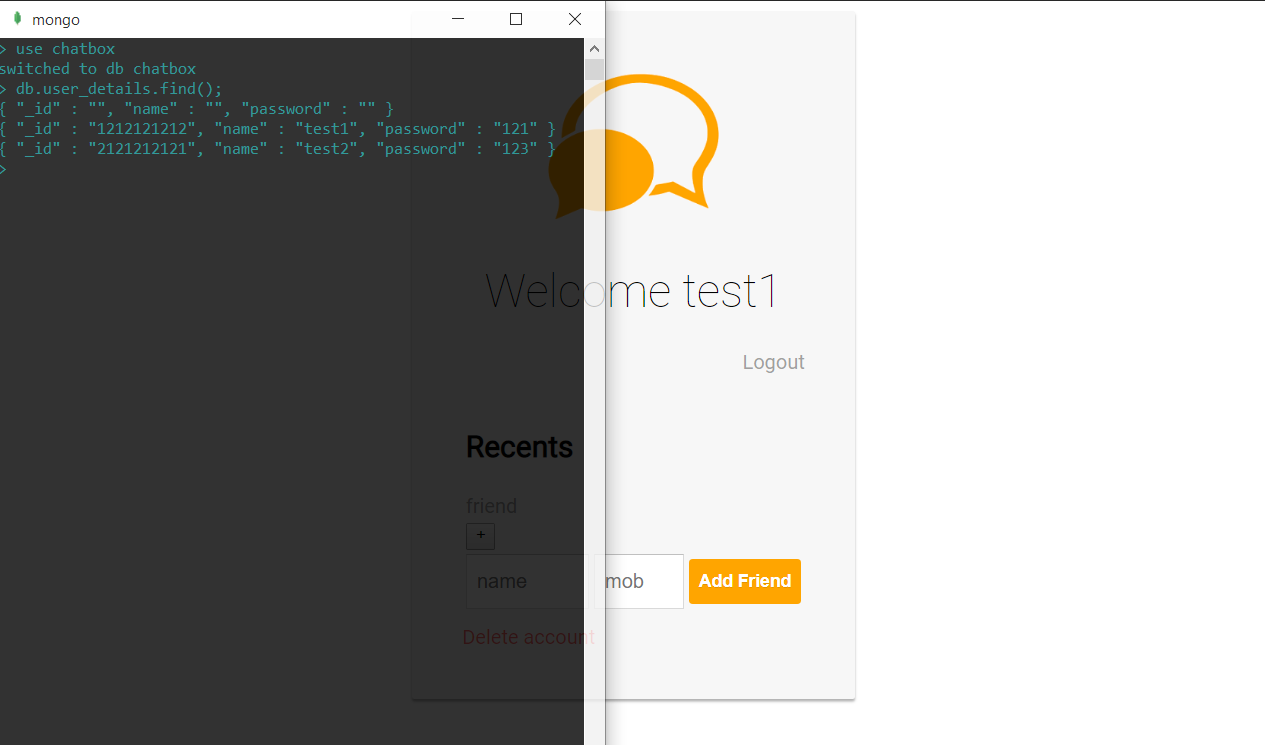 mongo
> use chatbox
switched to db chatbox
> db.user_details.find();
{ "_id" : "", "name" : "", "password" : "" }
{ "_id" : "1212121212", "name" : "test1", "password" : "121" }
{ "_id" : "2121212121", "name" : "test2", "password" : "123" }
>
Welcome test1
Logout
Recents
friend
+
name mob Add Friend
Delete account